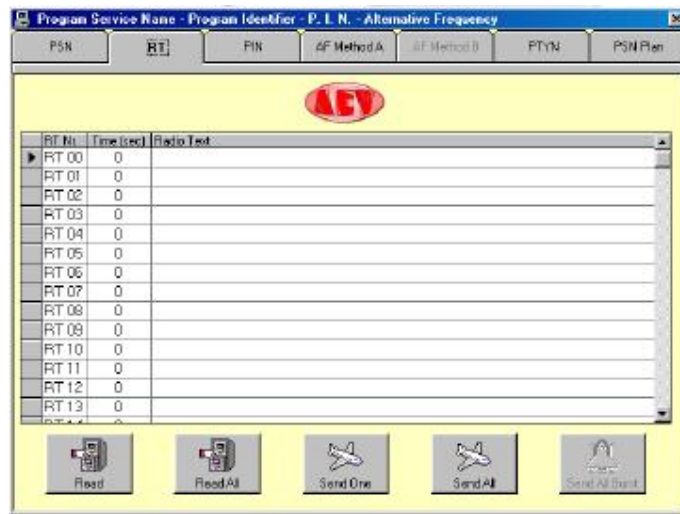 Program Service Name - Program Identifier - P. I. N. - Alternative Frequency
PSN RT PIN AF Method A AF Method B PTYN PSN Plan
AEV
RT Nr. Time (sec) Radio Text
RT 00 0
RT 01 0
RT 02 0
RT 03 0
RT 04 0
RT 05 0
RT 06 0
RT 07 0
RT 08 0
RT 09 0
RT 10 0
RT 11 0
RT 12 0
RT 13 0
Read Read All Send One Send All Send All Burst